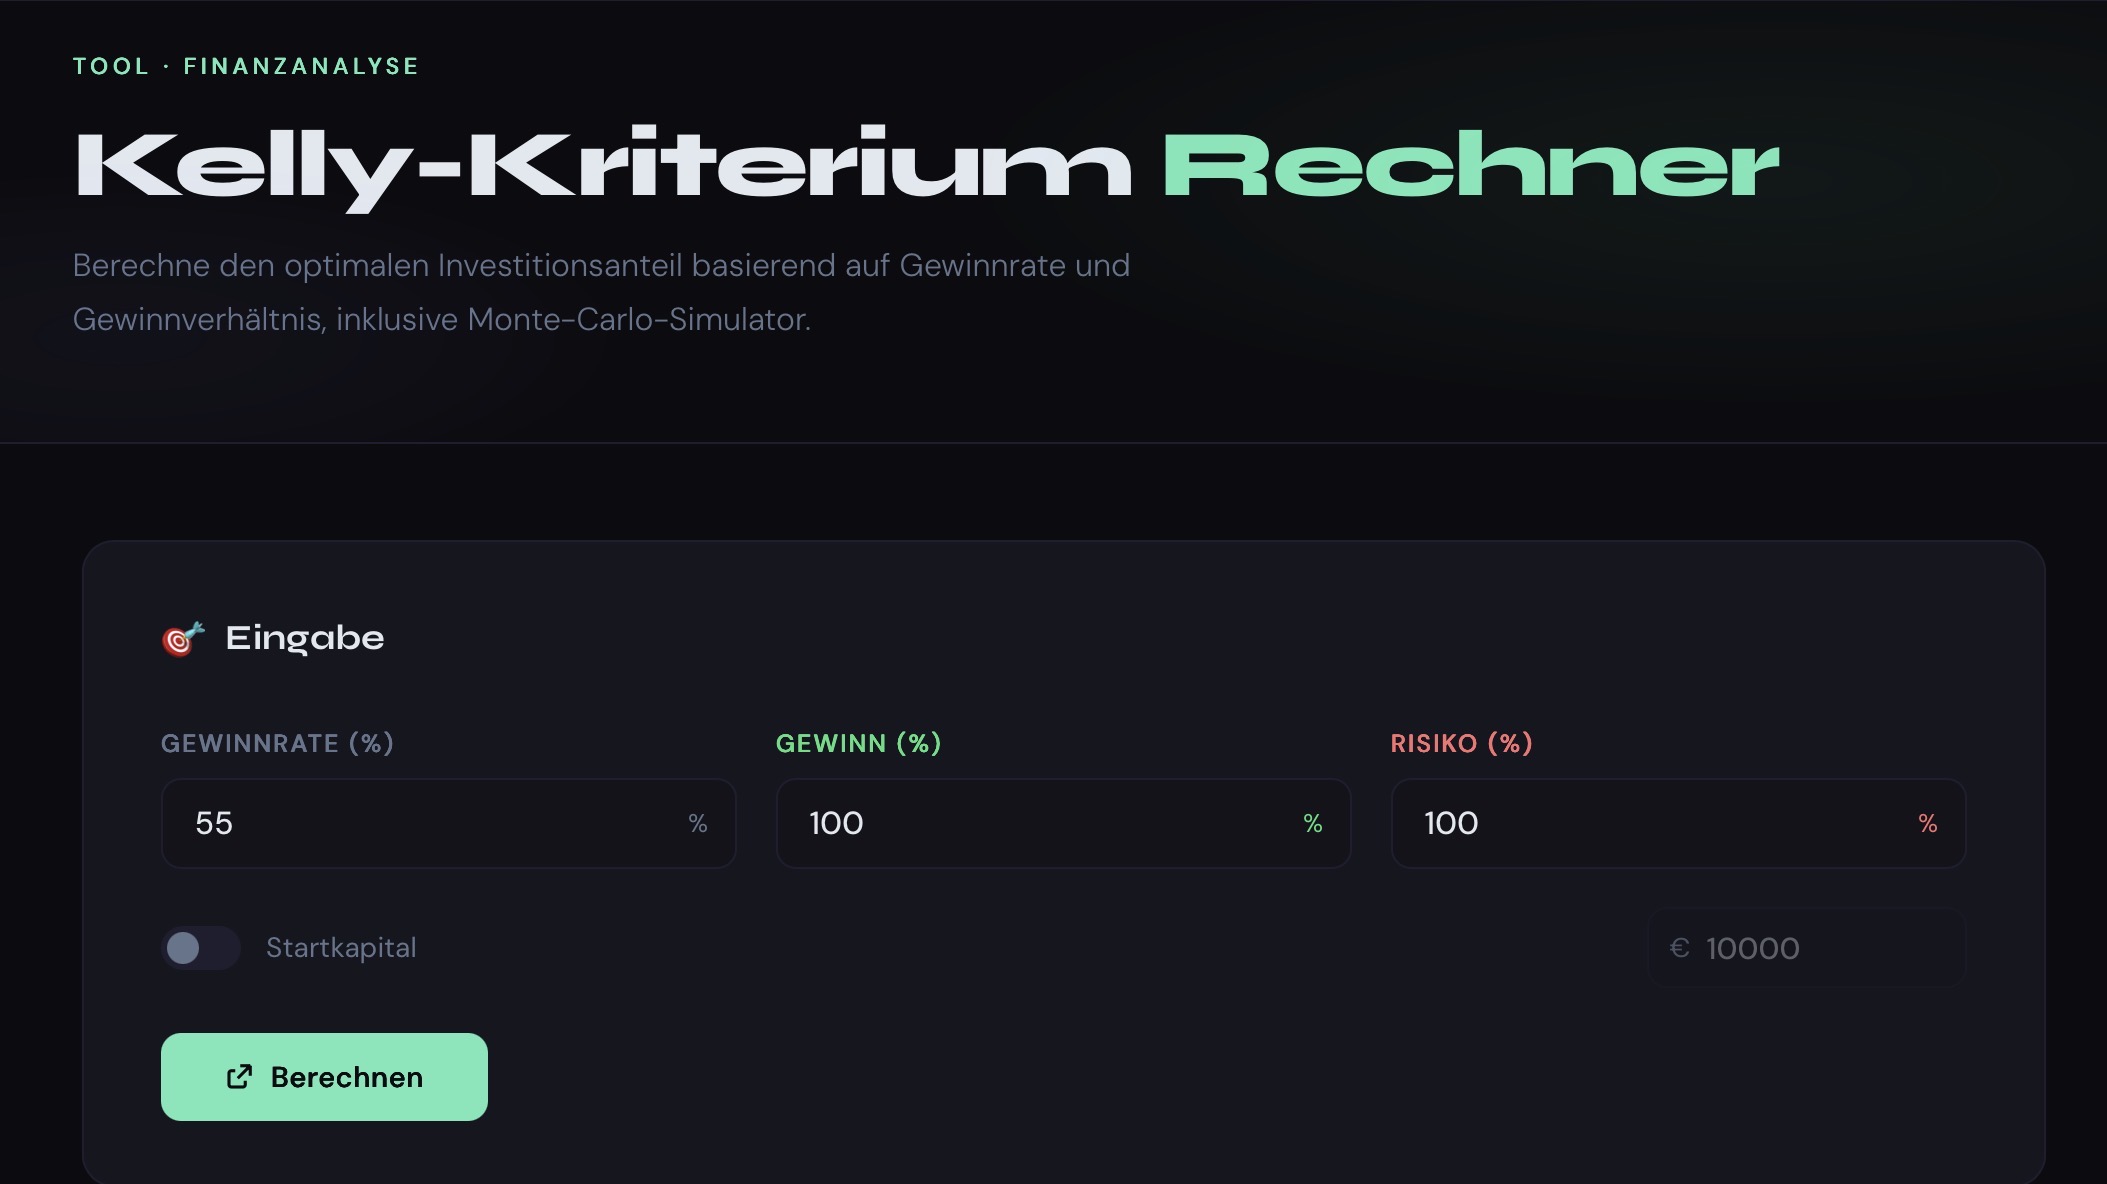 TOOL · FINANZANALYSE
Kelly-Kriterium Rechner
Berechne den optimalen Investitionsanteil basierend auf Gewinnrate und
Gewinnverhältnis, inklusive Monte-Carlo-Simulator.
Eingabe
GEWINNRATE (%)
GEWINN (%)
RISIKO (%)
55 %
100 %
100 %
Startkapital
€ 10000
Berechnen